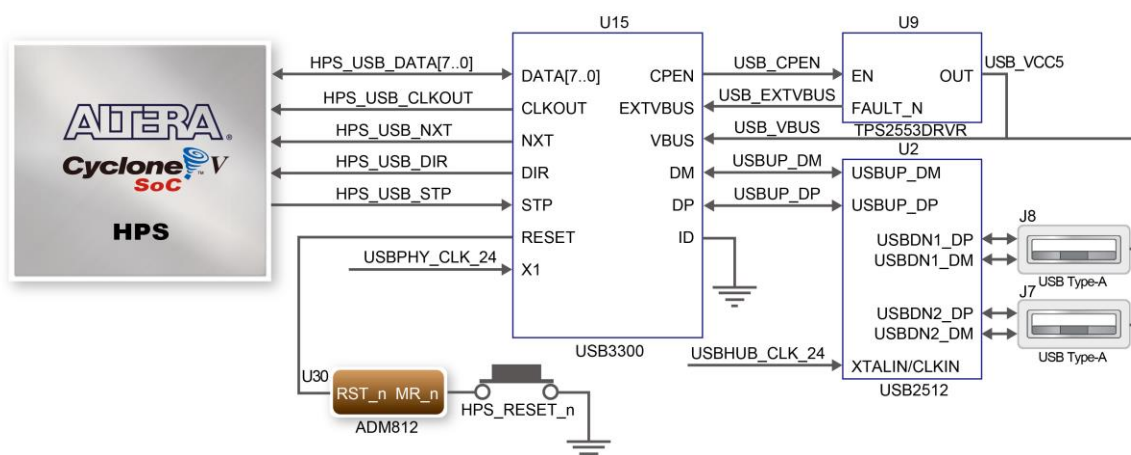 U15
U9
HPS_USB_DATA[7..0]
DATA[7..0]
CPEN
USB_CPEN
EN
OUT
USB_VCC5
HPS_USB_CLKOUT
CLKOUT
EXTVBUS
USB_EXTVBUS
FAULT_N
ALTERA®
Cyclone V
SoC
HPS
HPS_USB_NXT
NXT
VBUS
USB_VBUS
TPS2553DRVR
U2
HPS_USB_DIR
DIR
DM
USBUP_DM
USBUP_DM
HPS_USB_STP
STP
DP
USBUP_DP
USBUP_DP
RESET
ID
USBPHY_CLK_24
X1
USBDN1_DP
USBDN1_DM
J8
USB Type-A
J7
USBDN2_DP
USBDN2_DM
USB Type-A
USB3300
USBHUB_CLK_24
XTALIN/CLKIN
USB2512
U30
RST_n MR_n
HPS_RESET_n
ADM812